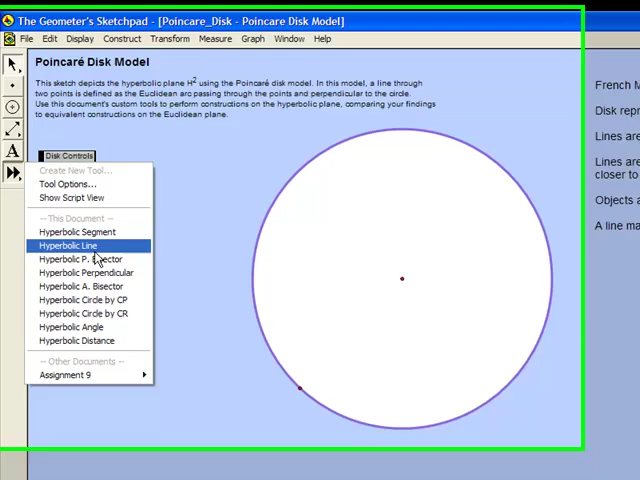 The Geometer's Sketchpad - [Poincare_Disk - Poincare Disk Model]
File Edit Display Construct Transform Measure Graph Window Help
Poincaré Disk Model
This sketch depicts the hyperbolic plane H2 using the Poincaré disk model. In this model, a line through
two points is defined as the Euclidean arc passing through the points and perpendicular to the circle.
Use this document's custom tools to perform constructions on the hyperbolic plane, comparing your findings
to equivalent constructions on the Euclidean plane.
Disk Controls
A
Create New Tool...
Tool Options...
Show Script View
-- This Document --
Hyperbolic Segment
Hyperbolic Line
Hyperbolic P.
Hyperbolic Perpendicular
Hyperbolic A. Bisector
Hyperbolic Circle by CP
Hyperbolic Circle by CR
Hyperbolic Angle
Hyperbolic Distance
-- Other Documents --
Assignment 9
French M
Disk repr
Lines are
Lines are
closer to
Objects a
A line ma